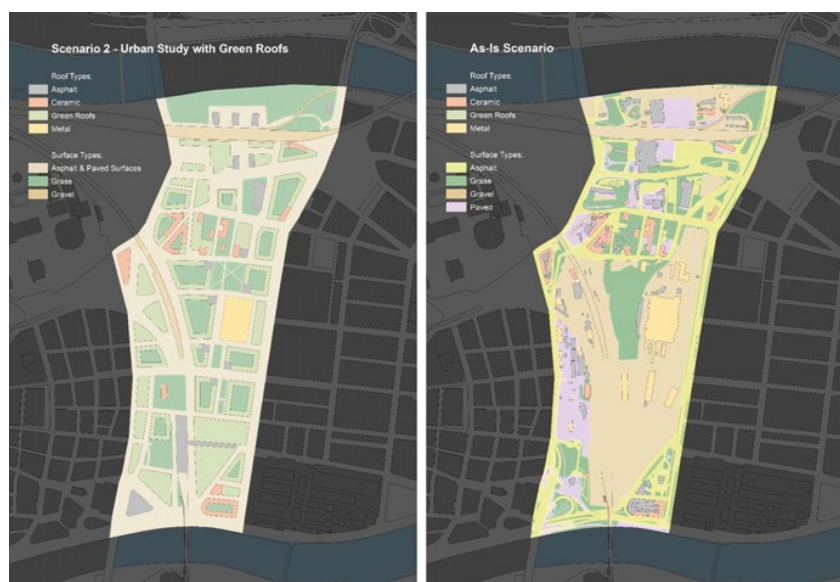 Scenario 2 - Urban Study with Green Roofs
Roof Types:
Asphalt
Ceramic
Green Roofs
Metal
Surface Types:
Asphalt & Paved Surfaces
Grass
Gravel
As-Is Scenario
Roof Types:
Asphalt
Ceramic
Green Roofs
Metal
Surface Types:
Asphalt
Grass
Gravel
Paved